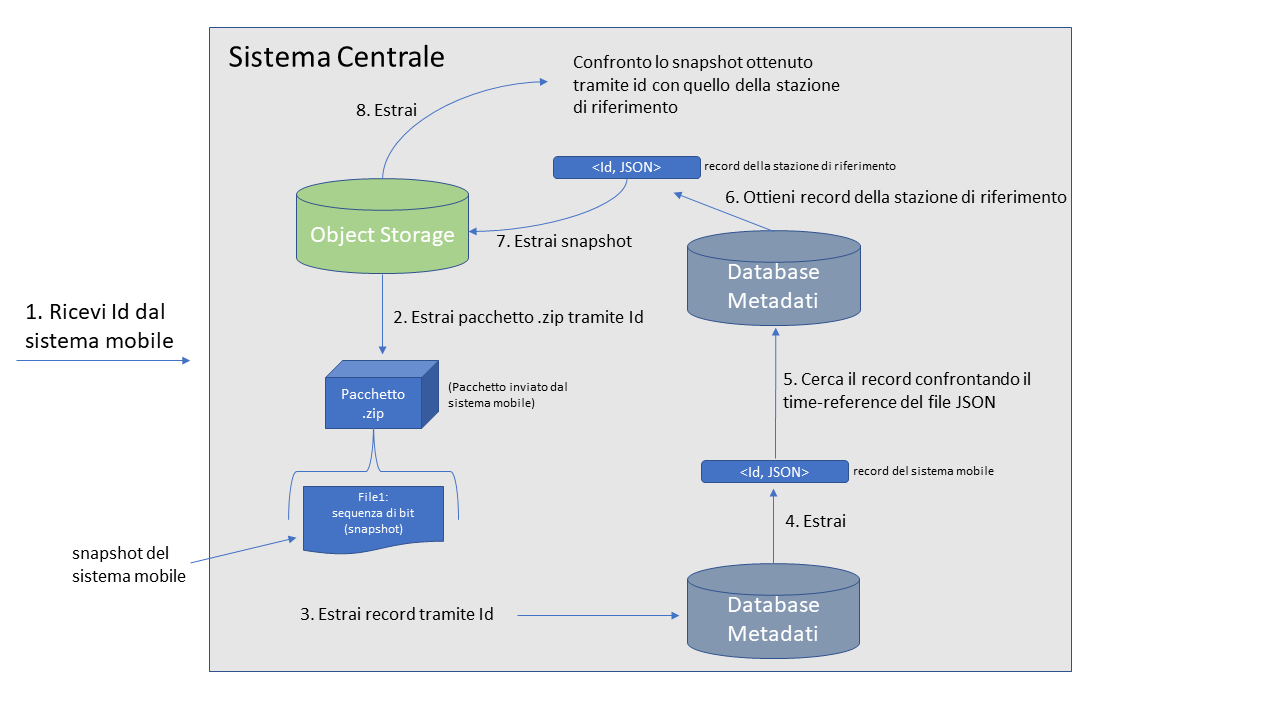 Sistema Centrale
Confronto lo snapshot ottenuto
tramite id con quello della stazione
di riferimento
8. Estrai
<Id, JSON>
record della stazione di riferimento
6. Ottieni record della stazione di riferimento
Object Storage
7. Estrai snapshot
Database
Metadati
1. Ricevi Id dal
sistema mobile
2. Estrai pacchetto .zip tramite Id
Pacchetto
.zip
(Pacchetto inviato dal
sistema mobile)
5. Cerca il record confrontando il
time-reference del file JSON
<Id, JSON>
record del sistema mobile
File1:
sequenza di bit
(snapshot)
4. Estrai
snapshot del
sistema mobile
3. Estrai record tramite Id
Database
Metadati